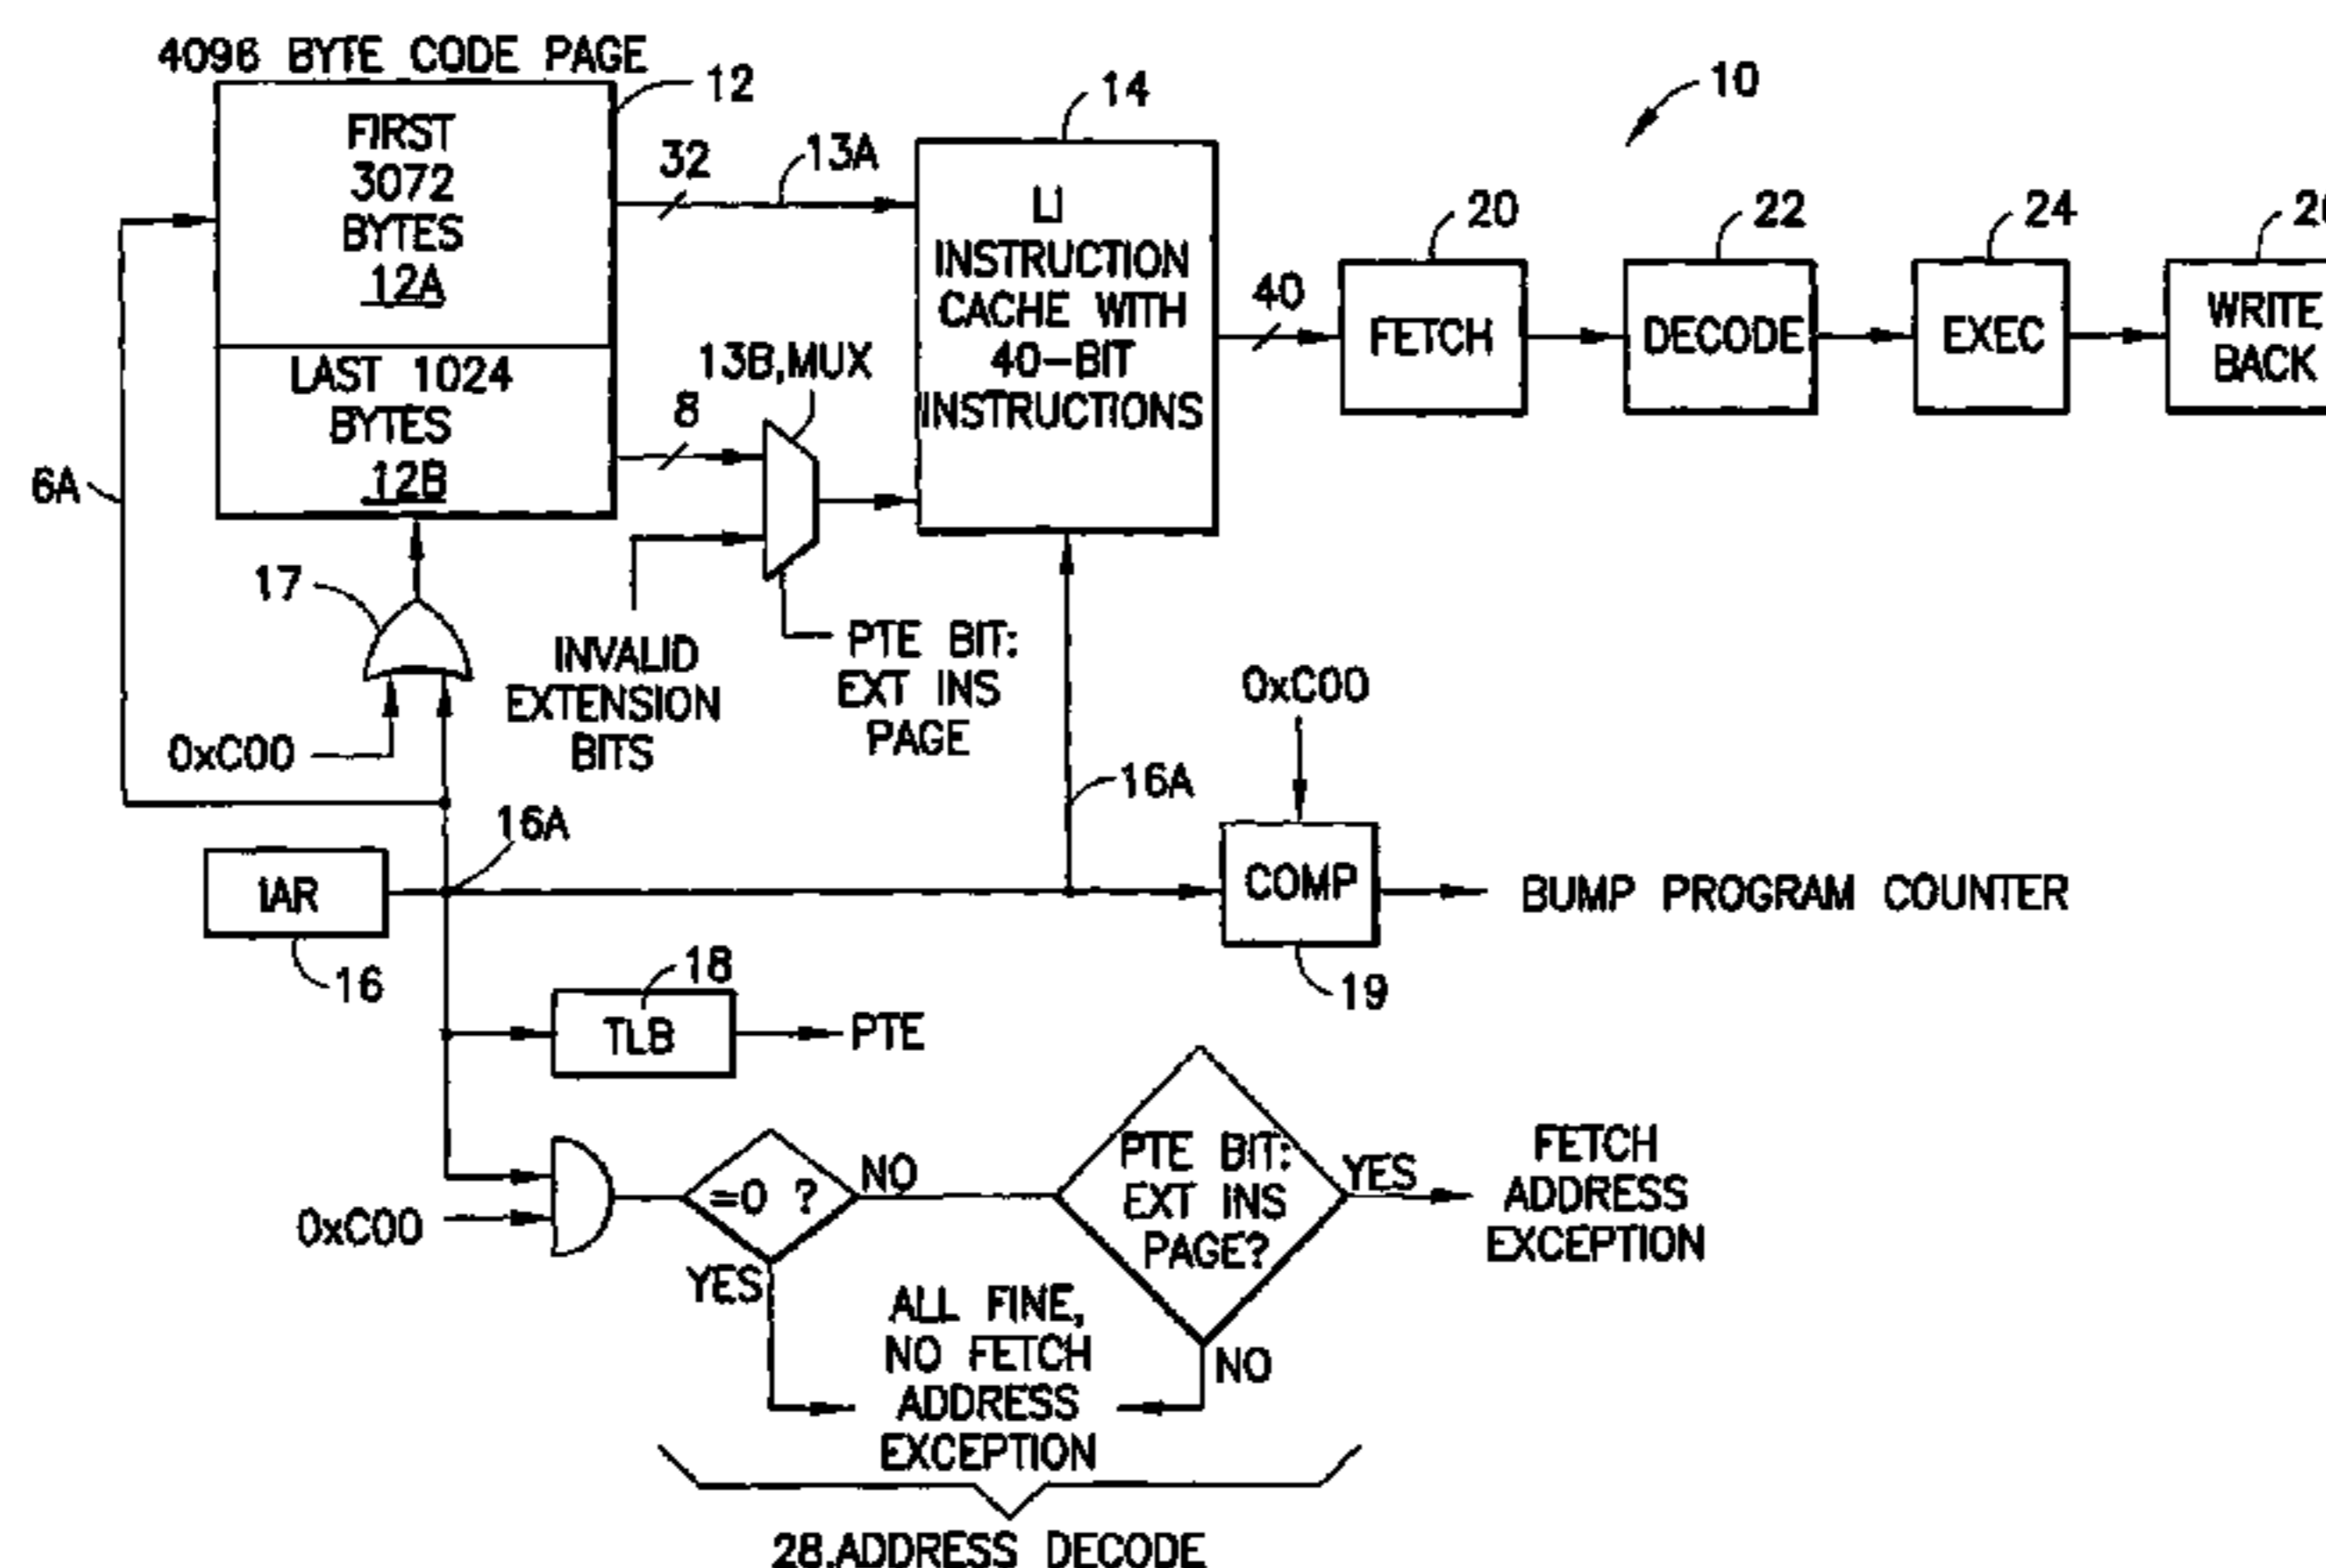 4096 BYTE CODE PAGE
12
FIRST
3072
BYTES
12A
LAST 1024
BYTES
12B
32
13A
14
10
L1
INSTRUCTION
CACHE WITH
40-BIT
INSTRUCTIONS
40
20
FETCH
22
DECODE
24
EXEC
WRITE
BACK
13B,MUX
8
6A
17
0xC00
INVALID
EXTENSION
BITS
PTE BIT:
EXT INS
PAGE
0xC00
16A
16A
IAR
16
COMP
19
BUMP PROGRAM COUNTER
18
TLB
PTE
0xC00
=0 ?
NO
YES
PTE BIT:
EXT INS
PAGE?
YES
NO
FETCH
ADDRESS
EXCEPTION
ALL FINE,
NO FETCH
ADDRESS
EXCEPTION
28,ADDRESS DECODE